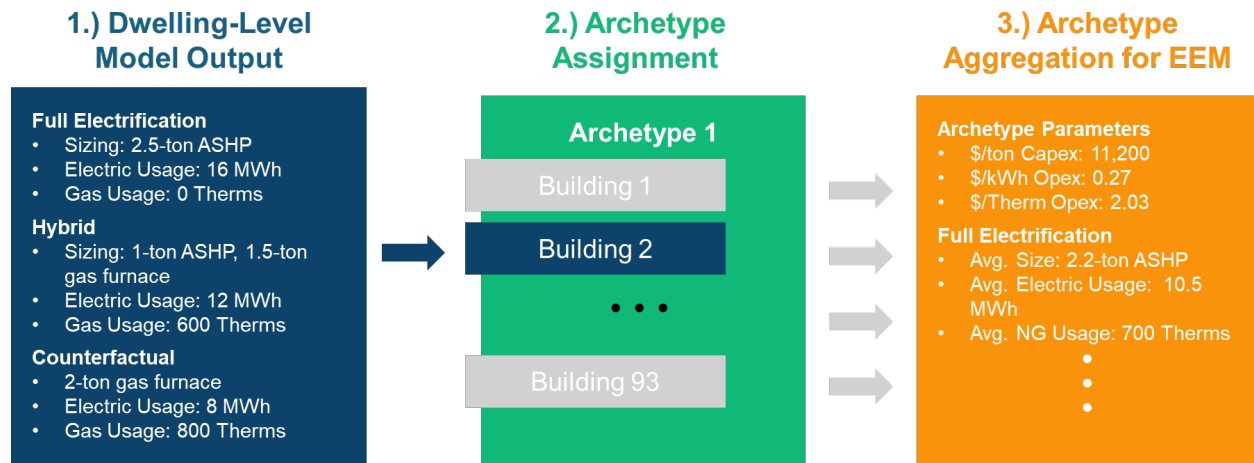 1.) Dwelling-Level
Model Output
Full Electrification
• Sizing: 2.5-ton ASHP
• Electric Usage: 16 MWh
• Gas Usage: 0 Therms
Hybrid
• Sizing: 1-ton ASHP, 1.5-ton
gas furnace
• Electric Usage: 12 MWh
• Gas Usage: 600 Therms
Counterfactual
• 2-ton gas furnace
• Electric Usage: 8 MWh
• Gas Usage: 800 Therms
2.) Archetype
Assignment
Archetype 1
Building 1
Building 2
• • •
Building 93
3.) Archetype
Aggregation for EEM
Archetype Parameters
• $/ton Capex: 11,200
• $/kWh Opex: 0.27
• $/Therm Opex: 2.03
Full Electrification
• Avg. Size: 2.2-ton ASHP
• Avg. Electric Usage: 10.5
MWh
• Avg. NG Usage: 700 Therms
•
•
•